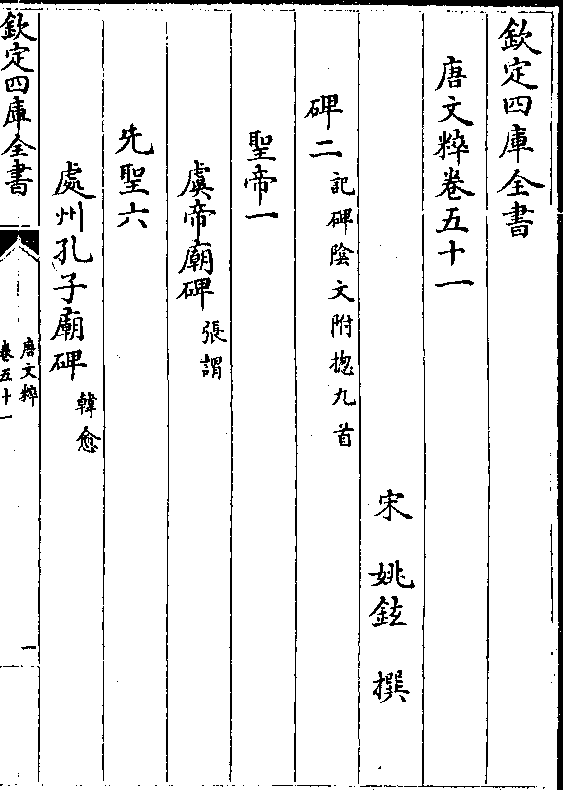 欽定四庫全書
唐文粹卷五十一
宋 姚鉉 撰
碑二 記碑陰文附摠九首
聖帝一
虞帝廟碑 張謂
先聖六
處州孔子廟碑 韓愈
欽定四庫全書
唐文粹
卷五十一
一